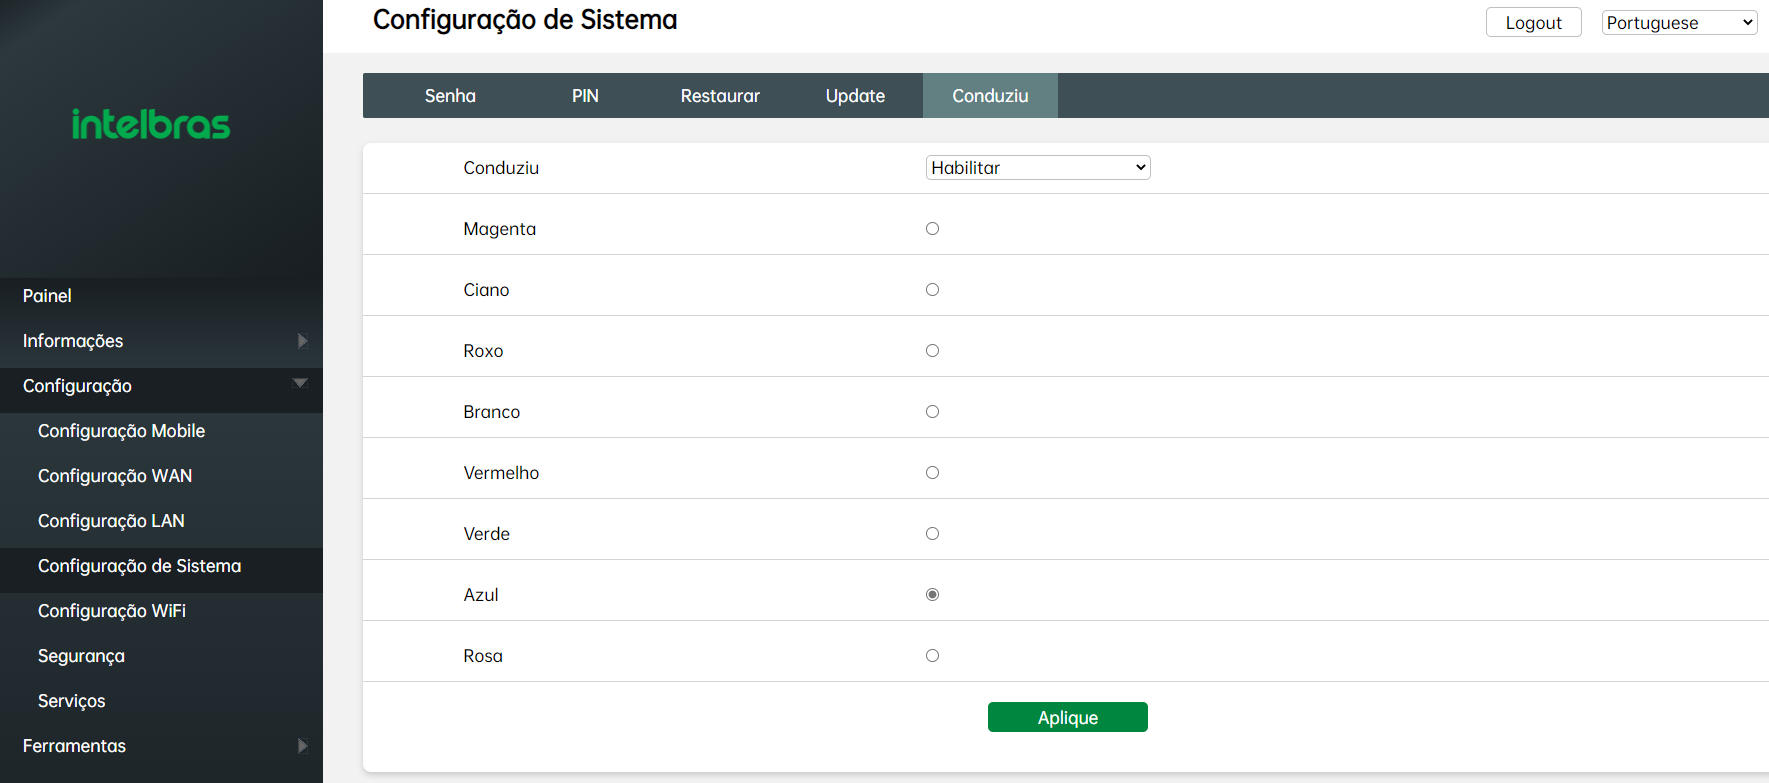 Configuração de Sistema
Logout
Portuguese
intelbras
Senha
PIN
Restaurar
Update
Conduziu
Conduziu
Habilitar
Magenta
Ciano
Roxo
Branco
Vermelho
Verde
Azul
Rosa
Aplique
Painel
Informações
Configuração
Configuração Mobile
Configuração WAN
Configuração LAN
Configuração de Sistema
Configuração WiFi
Segurança
Serviços
Ferramentas